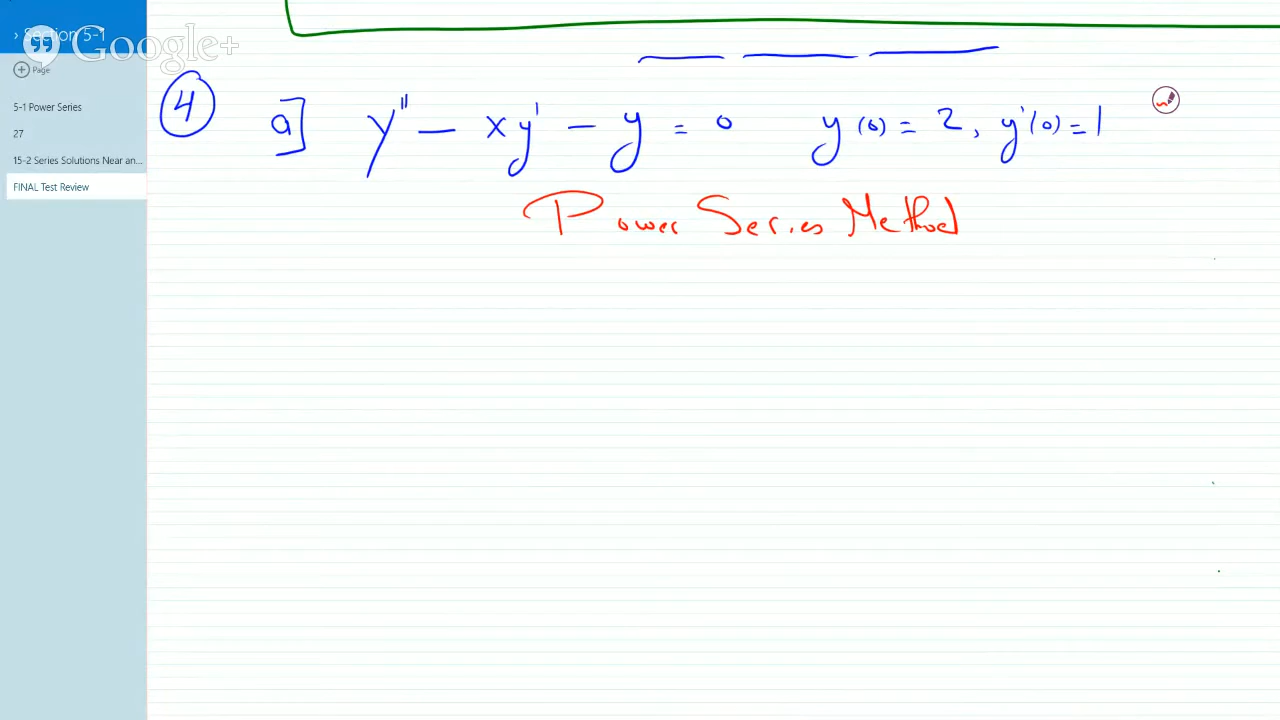 › Section 5-1
Google+
Page
5-1 Power Series
27
15-2 Series Solutions Near an...
FINAL Test Review
4 a] y'' - xy' - y = 0 y(0) = 2, y'(0) = 1
Power Series Method